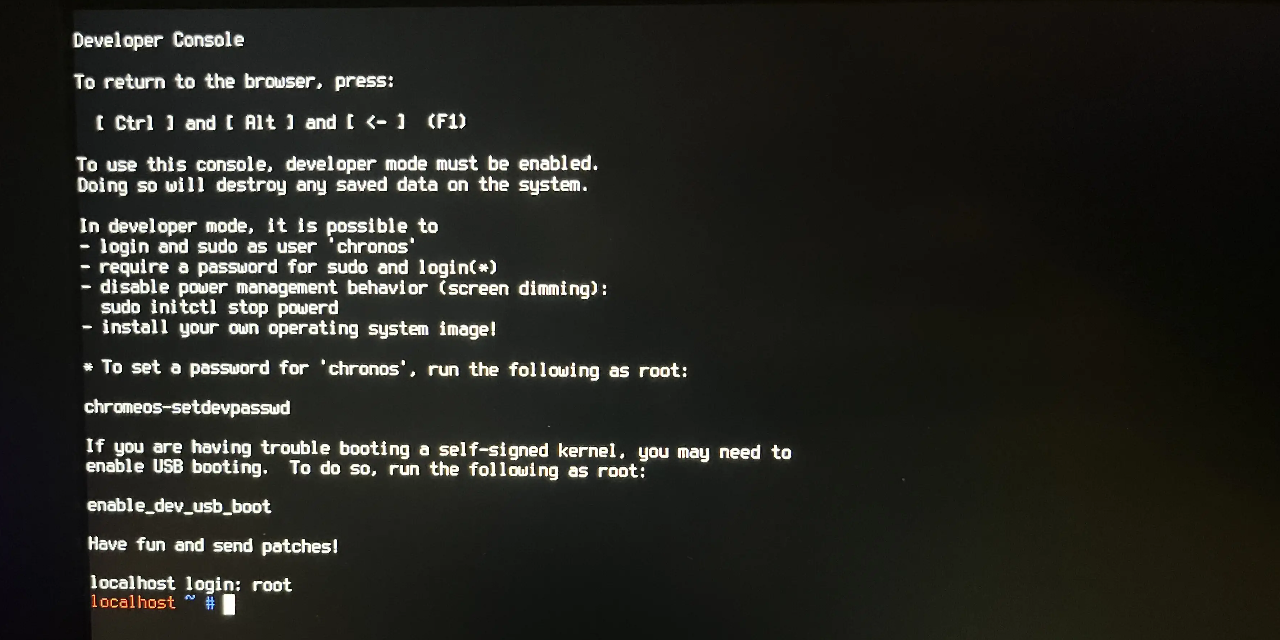 Developer Console
To return to the browser, press:
[ Ctrl ] and [ Alt ] and [ <- ] (F1)
To use this console, developer mode must be enabled.
Doing so will destroy any saved data on the system.
In developer mode, it is possible to
- login and sudo as user 'chronos'
- require a password for sudo and login(*)
- disable power management behavior (screen dimming):
sudo initctl stop powerd
- install your own operating system image!
* To set a password for 'chronos', run the following as root:
chromeos-setdevpasswd
If you are having trouble booting a self-signed kernel, you may need to
enable USB booting. To do so, run the following as root:
enable_dev_usb_boot
Have fun and send patches!
localhost login: root
localhost ~ #